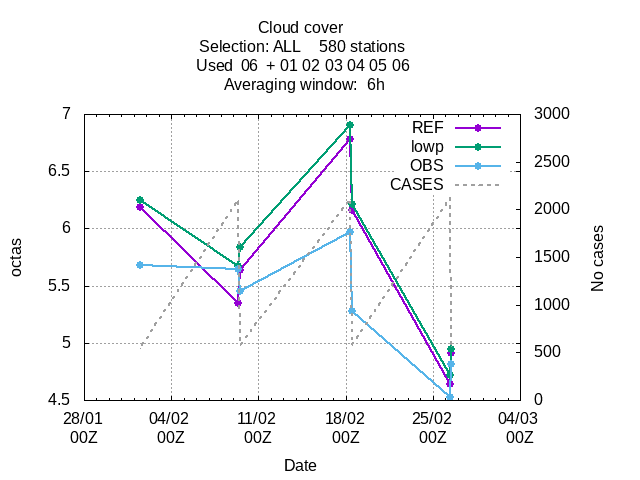 Cloud cover
Selection: ALL    580 stations
Used  06  + 01 02 03 04 05 06
Averaging window:  6h
7
6.5
6
5.5
5
4.5
octas
3000
2500
2000
1500
1000
500
0
No cases
REF
lowp
OBS
CASES
28/01 04/02 11/02 18/02 25/02 04/03
00Z 00Z 00Z 00Z 00Z 00Z
Date